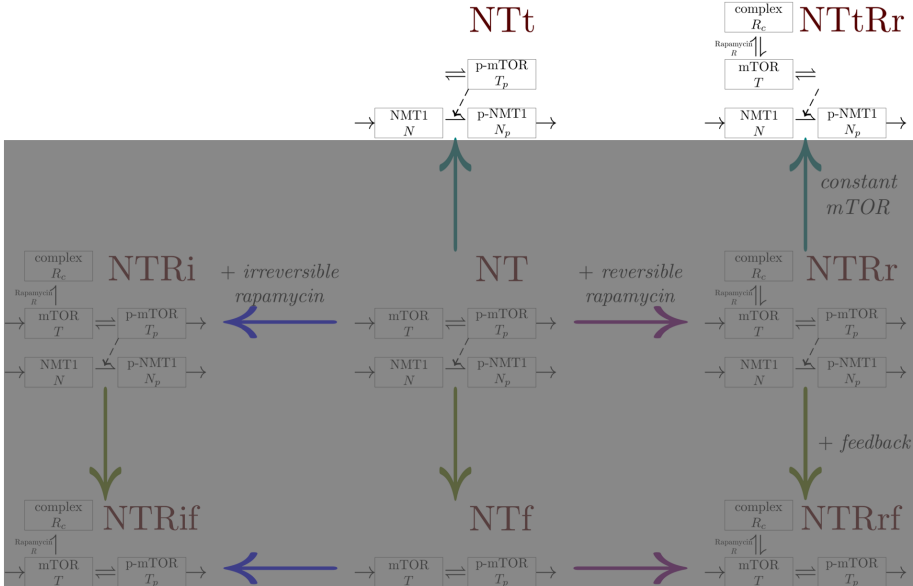 NTt
complex
R_c
NTtRr
Rapamycin
R
p-mTOR
T_p
mTOR
T
NMT1
N
p-NMT1
N_p
NMT1
N
p-NMT1
N_p
constant
mTOR
complex
R_c
NTRi
+ irreversible
rapamycin
NT
+ reversible
rapamycin
complex
R_c
NTRr
Rapamycin
R
Rapamycin
R
mTOR
T
p-mTOR
T_p
mTOR
T
p-mTOR
T_p
mTOR
T
p-mTOR
T_p
NMT1
N
p-NMT1
N_p
NMT1
N
p-NMT1
N_p
NMT1
N
p-NMT1
N_p
+ feedback
complex
R_c
NTRif
NTf
complex
R_c
NTRrf
Rapamycin
R
Rapamycin
R
mTOR
T
p-mTOR
T_p
mTOR
T
p-mTOR
T_p
mTOR
T
p-mTOR
T_p